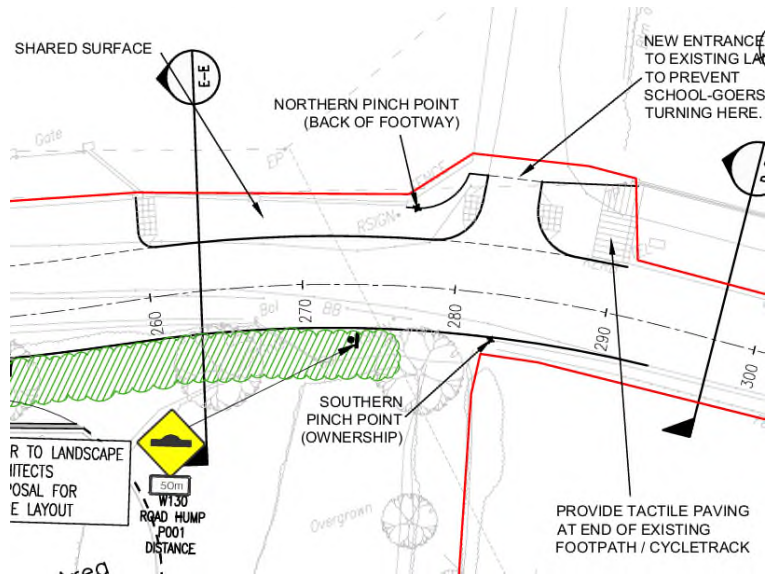 SHARED SURFACE
E-E
NEW ENTRANCE
TO EXISTING LA
TO PREVENT
SCHOOL-GOERS
TURNING HERE.
NORTHERN PINCH POINT
(BACK OF FOOTWAY)
Gate
EP
FENCE
RSIGN
260
270
280
290
300
Bol
BB
SOUTHERN
PINCH POINT
(OWNERSHIP)
R TO LANDSCAPE
ITECTS
POSAL FOR
E LAYOUT
50m
W130
ROAD HUMP
P001
DISTANCE
Overgrown
PROVIDE TACTILE PAVING
AT END OF EXISTING
FOOTPATH / CYCLETRACK
Area